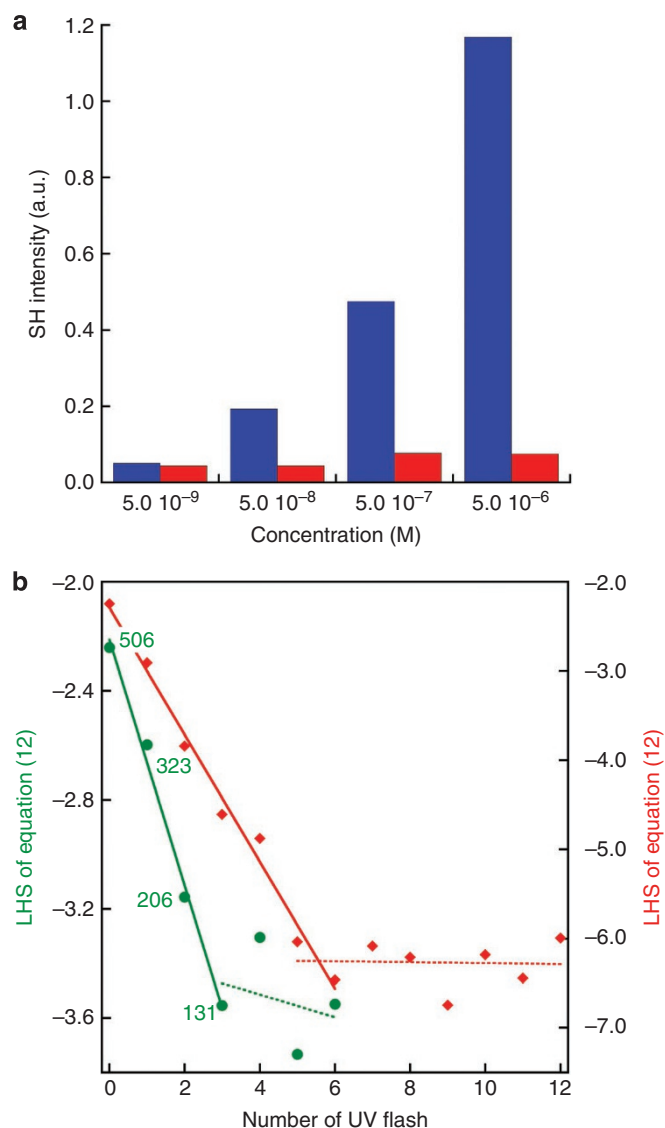 a
1.2
1.0
0.8
0.6
0.4
0.2
0.0
SH intensity (a.u.)
5.0 10⁻⁹ 5.0 10⁻⁸ 5.0 10⁻⁷ 5.0 10⁻⁶
Concentration (M)
b
−2.0
−2.4
−2.8
−3.2
−3.6
LHS of equation (12)
506
323
206
131
−2.0
−3.0
−4.0
−5.0
−6.0
−7.0
LHS of equation (12)
0 2 4 6 8 10 12
Number of UV flash